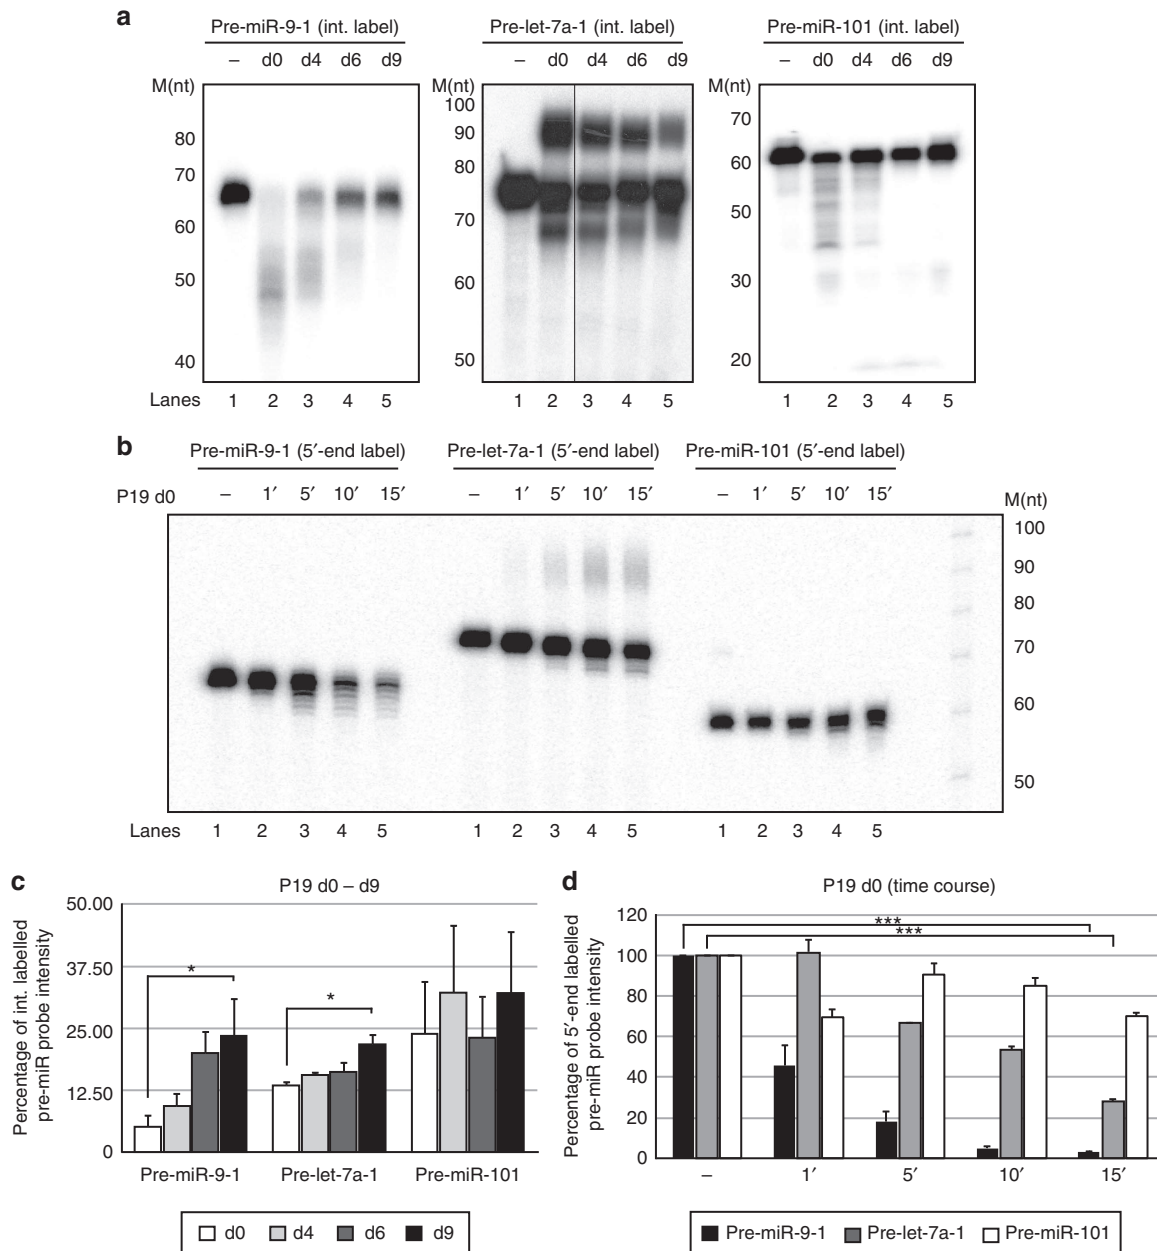 a
Pre-miR-9-1 (int. label)
– d0 d4 d6 d9
M(nt)
80
70
60
50
40
Lanes 1 2 3 4 5
Pre-let-7a-1 (int. label)
– d0 d4 d6 d9
M(nt)
100
90
80
70
60
50
1 2 3 4 5
Pre-miR-101 (int. label)
– d0 d4 d6 d9
M(nt)
70
60
50
30
20
1 2 3 4 5
b
Pre-miR-9-1 (5′-end label) Pre-let-7a-1 (5′-end label) Pre-miR-101 (5′-end label)
P19 d0 – 1′ 5′ 10′ 15′ – 1′ 5′ 10′ 15′ – 1′ 5′ 10′ 15′ M(nt)
100
90
80
70
60
50
Lanes 1 2 3 4 5 1 2 3 4 5 1 2 3 4 5
c
P19 d0 – d9
Percentage of int. labelled
pre-miR probe intensity
50.00
37.50
25.00
12.50
0
*
*
Pre-miR-9-1 Pre-let-7a-1 Pre-miR-101
d0 d4 d6 d9
d
P19 d0 (time course)
Percentage of 5′-end labelled
pre-miR probe intensity
120
100
80
60
40
20
0
***
***
– 1′ 5′ 10′ 15′
Pre-miR-9-1 Pre-let-7a-1 Pre-miR-101